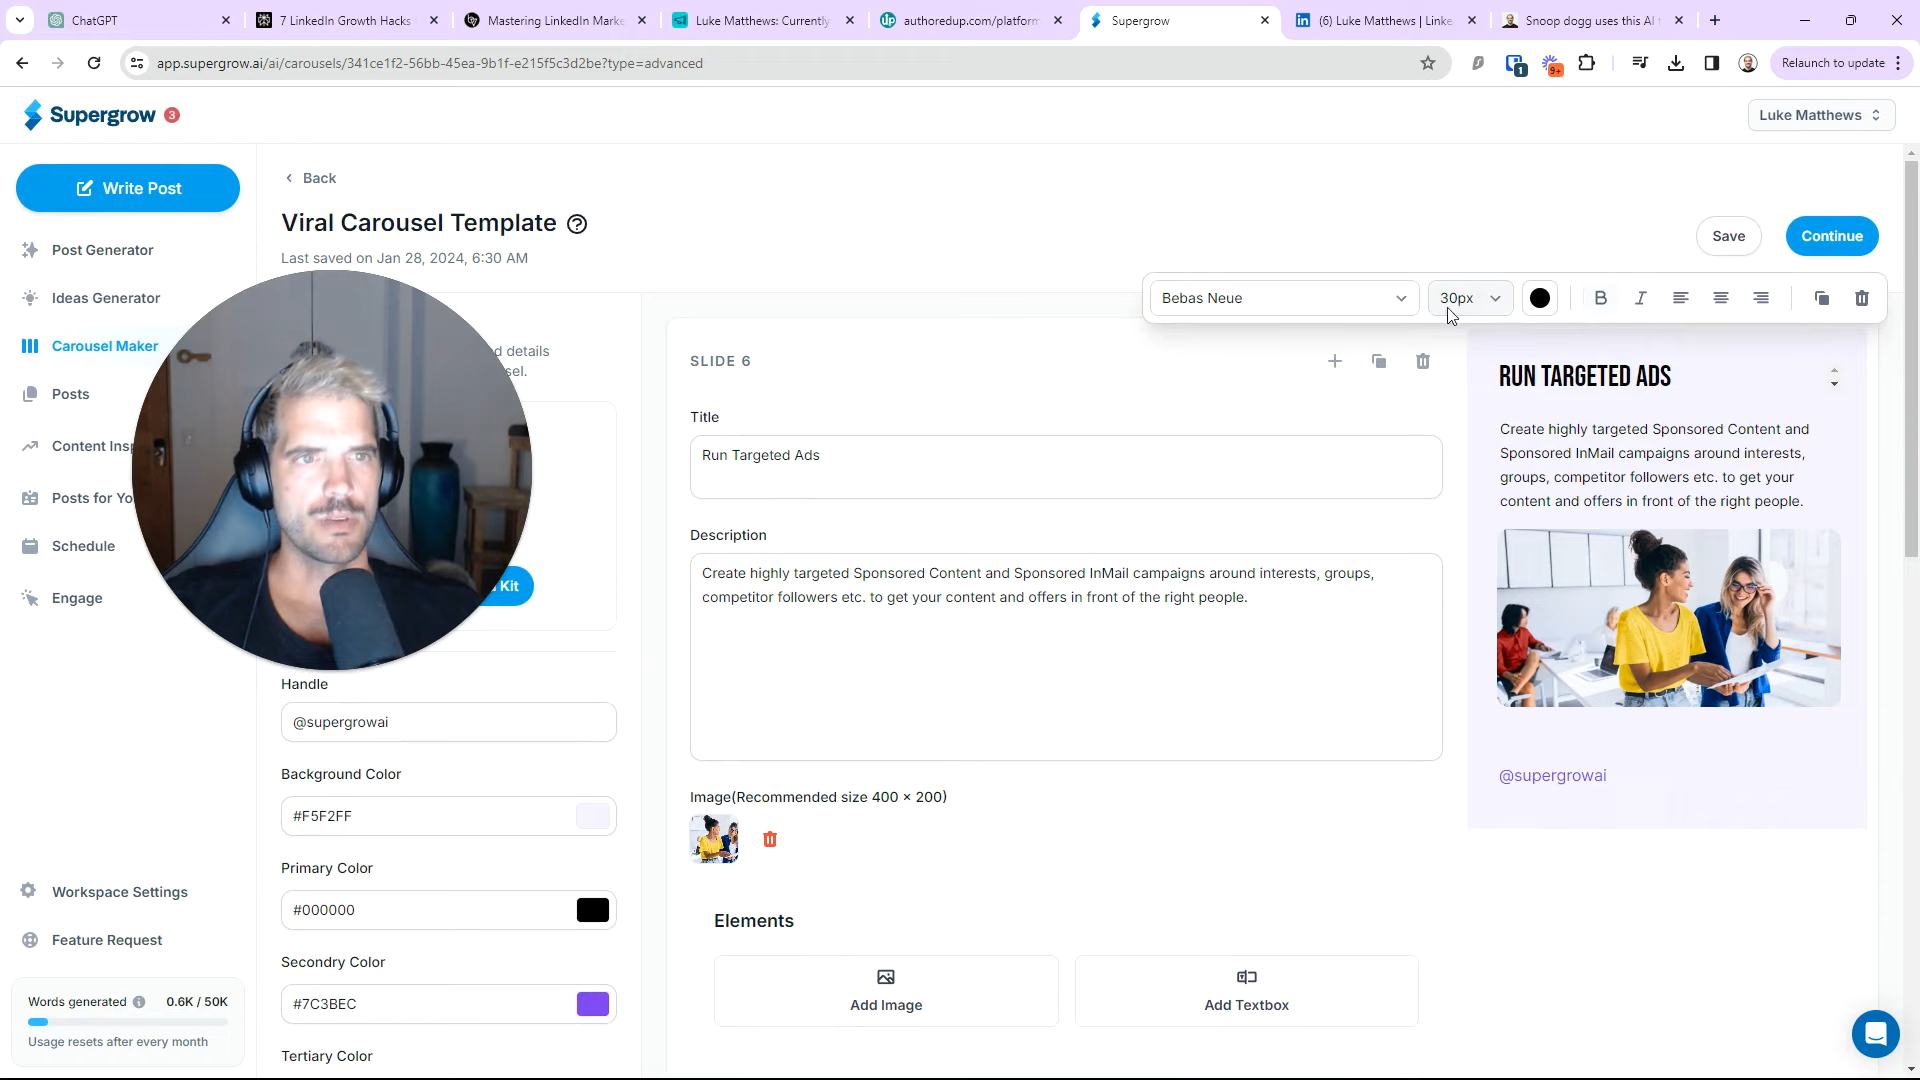 ChatGPT
7 LinkedIn Growth Hacks
Mastering LinkedIn Marke
Luke Matthews: Currently
authoredup.com/platform
Supergrow
(6) Luke Matthews | Linke
Snoop dogg uses this AI
app.supergrow.ai/ai/carousels/341ce1f2-56bb-45ea-9b1f-e215f5c3d2be?type=advanced
1
9+
Relaunch to update
Supergrow 3
Luke Matthews
Write Post
Post Generator
Ideas Generator
Carousel Maker
Posts
Content Insp
Posts for Yo
Schedule
Engage
Workspace Settings
Feature Request
Words generated 0.6K / 50K
Usage resets after every month
Back
Viral Carousel Template
Last saved on Jan 28, 2024, 6:30 AM
Save
Continue
Bebas Neue
30px
B I
d details
sel.
Kit
Handle
@supergrowai
Background Color
#F5F2FF
Primary Color
#000000
Secondry Color
#7C3BEC
Tertiary Color
SLIDE 6
Title
Run Targeted Ads
Description
Create highly targeted Sponsored Content and Sponsored InMail campaigns around interests, groups,
competitor followers etc. to get your content and offers in front of the right people.
Image(Recommended size 400 × 200)
Elements
Add Image
Add Textbox
RUN TARGETED ADS
Create highly targeted Sponsored Content and
Sponsored InMail campaigns around interests,
groups, competitor followers etc. to get your
content and offers in front of the right people.
@supergrowai